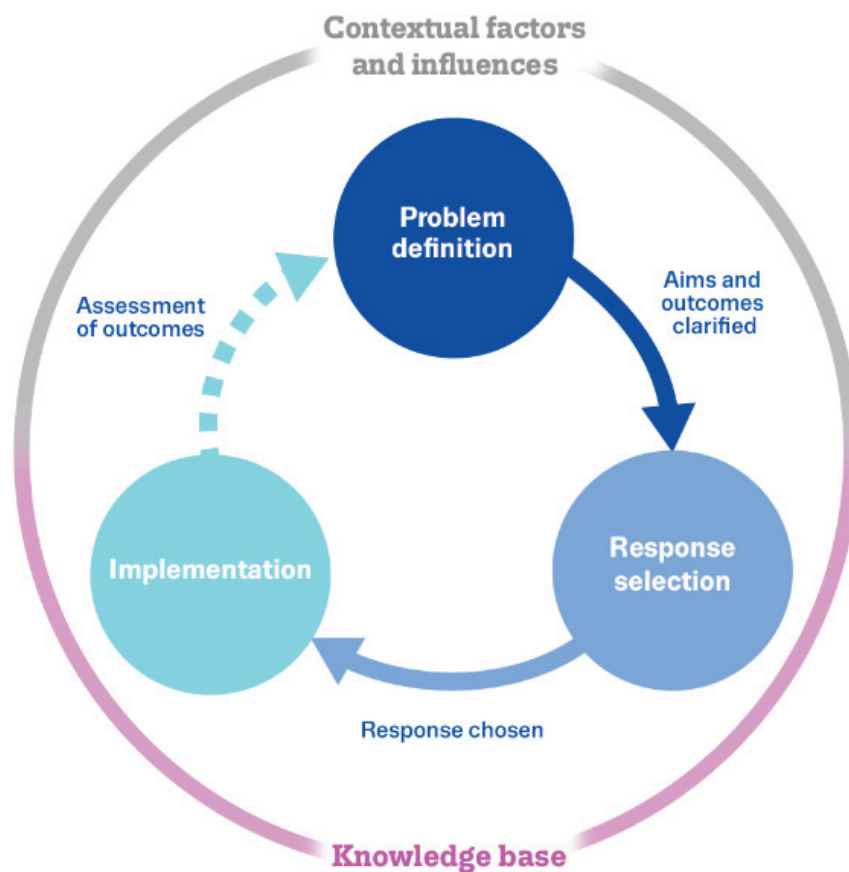 Contextual factors
and influences
Problem
definition
Aims and
outcomes
clarified
Assessment
of outcomes
Response
selection
Implementation
Response chosen
Knowledge base